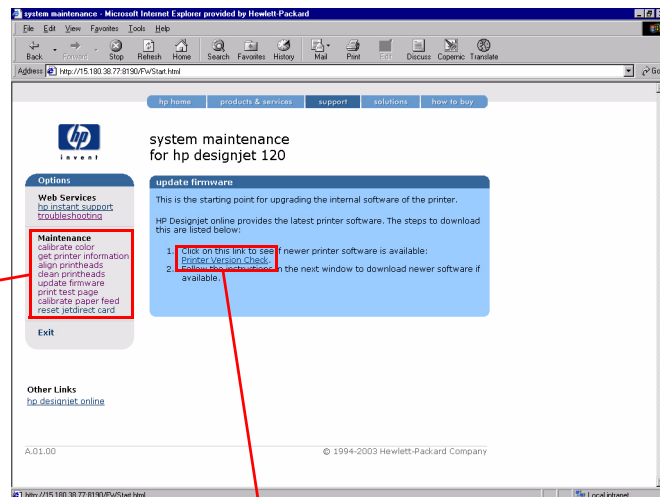 system maintenance - Microsoft Internet Explorer provided by Hewlett-Packard
File Edit View Favorites Tools Help
Back Forward Stop Refresh Home Search Favorites History Mail Print Edit Discuss Copernic Translate
Address http://15.180.38.77:8190/FWStart.html Go
hp home products & services support solutions how to buy
hp
invent
system maintenance
for hp designjet 120
Options
Web Services
hp instant support
troubleshooting
Maintenance
calibrate color
get printer information
align printheads
clean printheads
update firmware
print test page
calibrate paper feed
reset jetdirect card
Exit
update firmware
This is the starting point for upgrading the internal software of the printer.
HP Designjet online provides the latest printer software. The steps to download
this are listed below:
1. Click on this link to see if newer printer software is available:
Printer Version Check.
2. Follow the instructions in the next window to download newer software if
available.
Other Links
hp designjet online
A.01.00
© 1994-2003 Hewlett-Packard Company
http://15.180.38.77:8190/FWStart.html
Local intranet